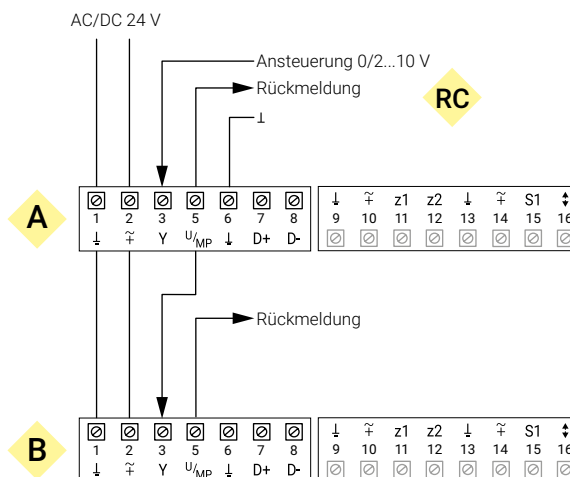 AC/DC 24 V
Ansteuerung 0/2...10 V
Rückmeldung
⊥
RC
A
1 2 3 5 6 7 8
⏚ ~̅+ Y U/MP ⏚ D+ D-
⏚ ~̅+ z1 z2 ⏚ ~̅+ S1
9 10 11 12 13 14 15 16
Rückmeldung
B
1 2 3 5 6 7 8
⏚ ~̅+ Y U/MP ⏚ D+ D-
⏚ ~̅+ z1 z2 ⏚ ~̅+ S1
9 10 11 12 13 14 15 16